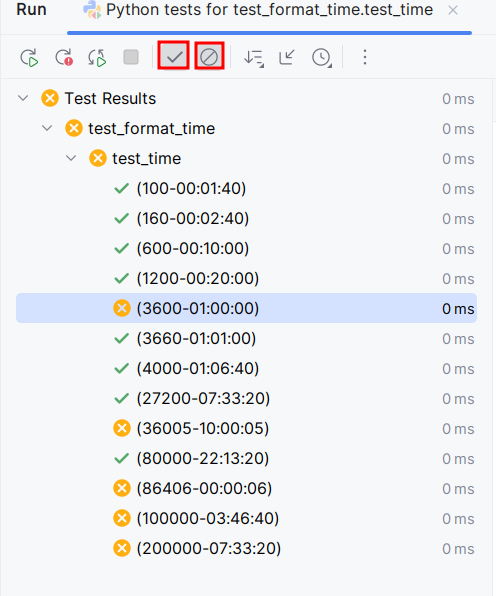 Run Python tests for test_format_time.test_time
Test Results 0 ms
test_format_time 0 ms
test_time 0 ms
(100-00:01:40) 0 ms
(160-00:02:40) 0 ms
(600-00:10:00) 0 ms
(1200-00:20:00) 0 ms
(3600-01:00:00) 0 ms
(3660-01:01:00) 0 ms
(4000-01:06:40) 0 ms
(27200-07:33:20) 0 ms
(36005-10:00:05) 0 ms
(80000-22:13:20) 0 ms
(86406-00:00:06) 0 ms
(100000-03:46:40) 0 ms
(200000-07:33:20) 0 ms